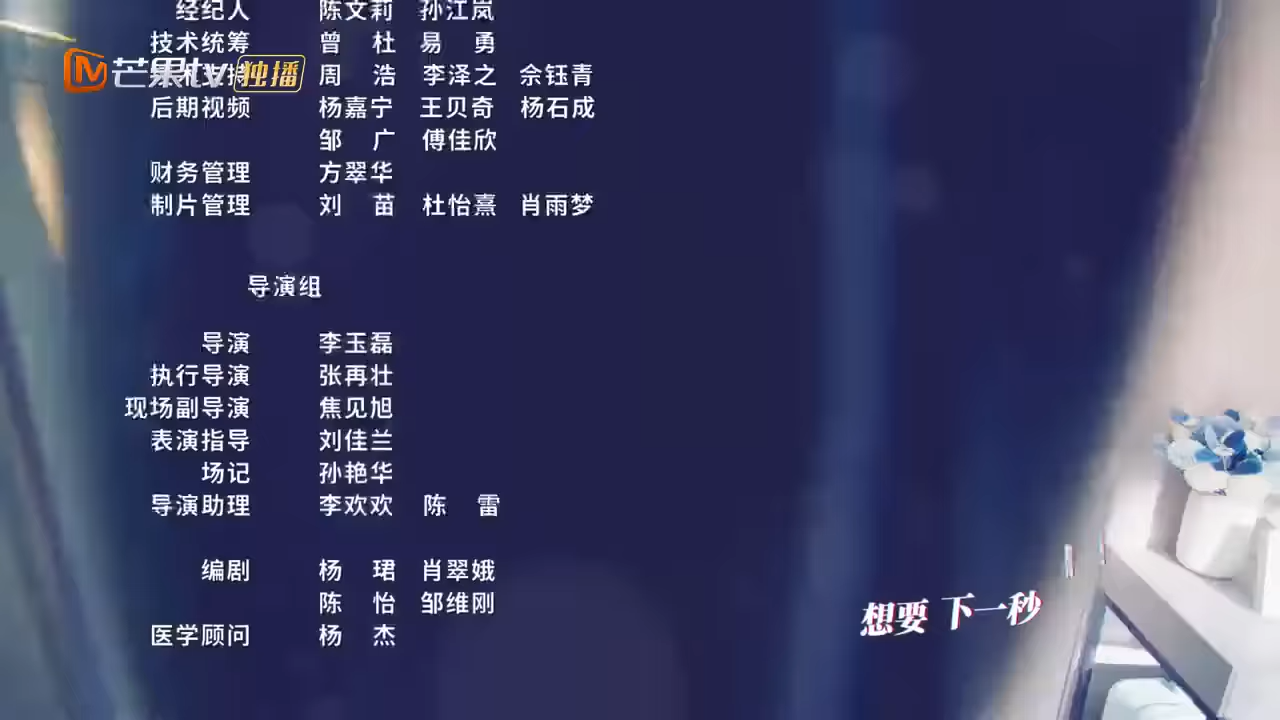 经纪人 陈文莉 孙江岚
技术统筹 曾 杜 易 勇
芒果tv 独播
周 浩 李泽之 佘钰青
后期视频 杨嘉宁 王贝奇 杨石成
邹 广 傅佳欣
财务管理 方翠华
制片管理 刘 苗 杜怡熹 肖雨梦
导演组
导演 李玉磊
执行导演 张再壮
现场副导演 焦见旭
表演指导 刘佳兰
场记 孙艳华
导演助理 李欢欢 陈 雷
编剧 杨 珺 肖翠娥
陈 怡 邹维刚
医学顾问 杨 杰
想要 下一秒